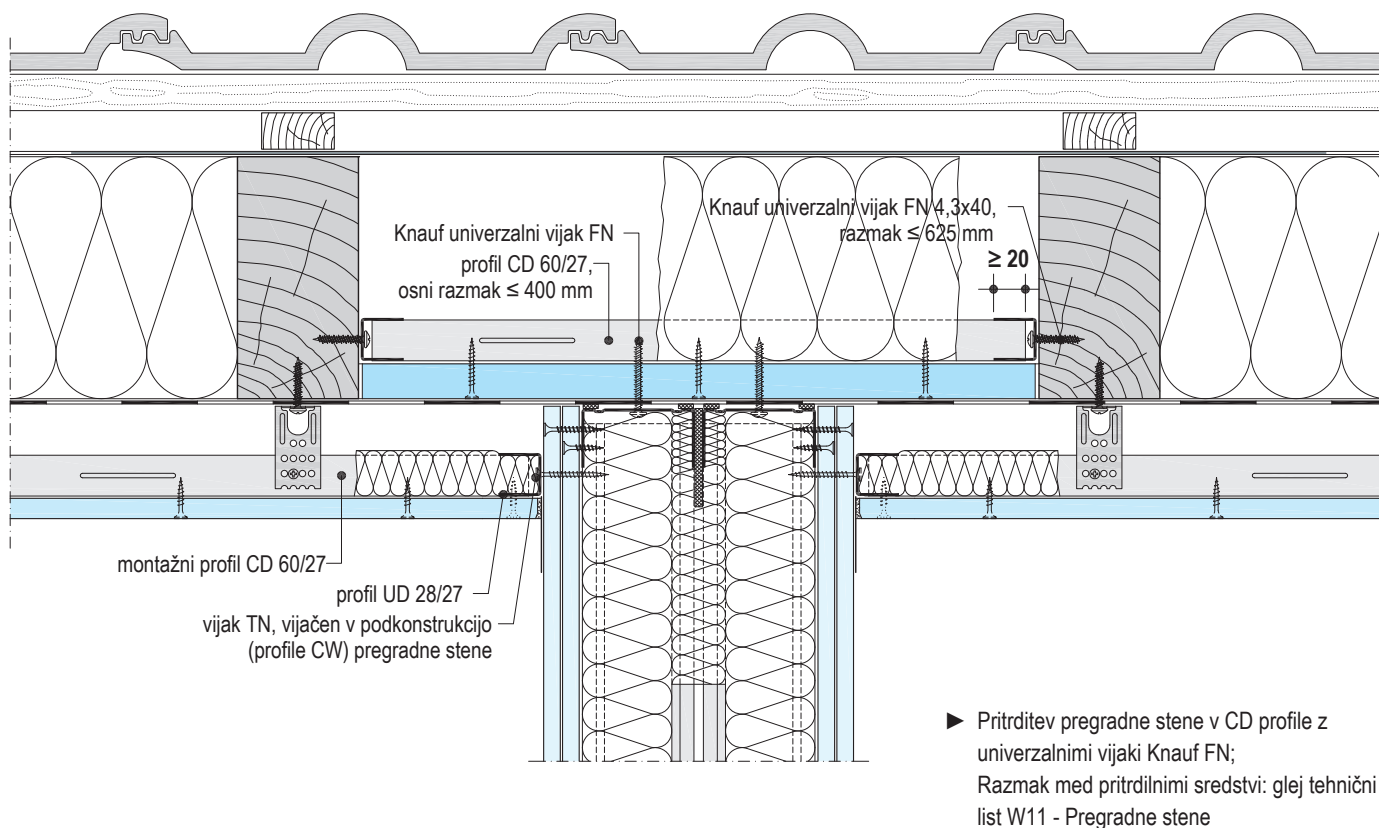 Knauf univerzalni vijak FN 4,3x40,
razmak ≤ 625 mm
≥ 20
Knauf univerzalni vijak FN
profil CD 60/27,
osni razmak ≤ 400 mm
montažni profil CD 60/27
profil UD 28/27
vijak TN, vijačen v podkonstrukcijo
(profile CW) pregradne stene
► Pritrditev pregradne stene v CD profile z
univerzalnimi vijaki Knauf FN;
Razmak med pritrdilnimi sredstvi: glej tehnični
list W11 - Pregradne stene